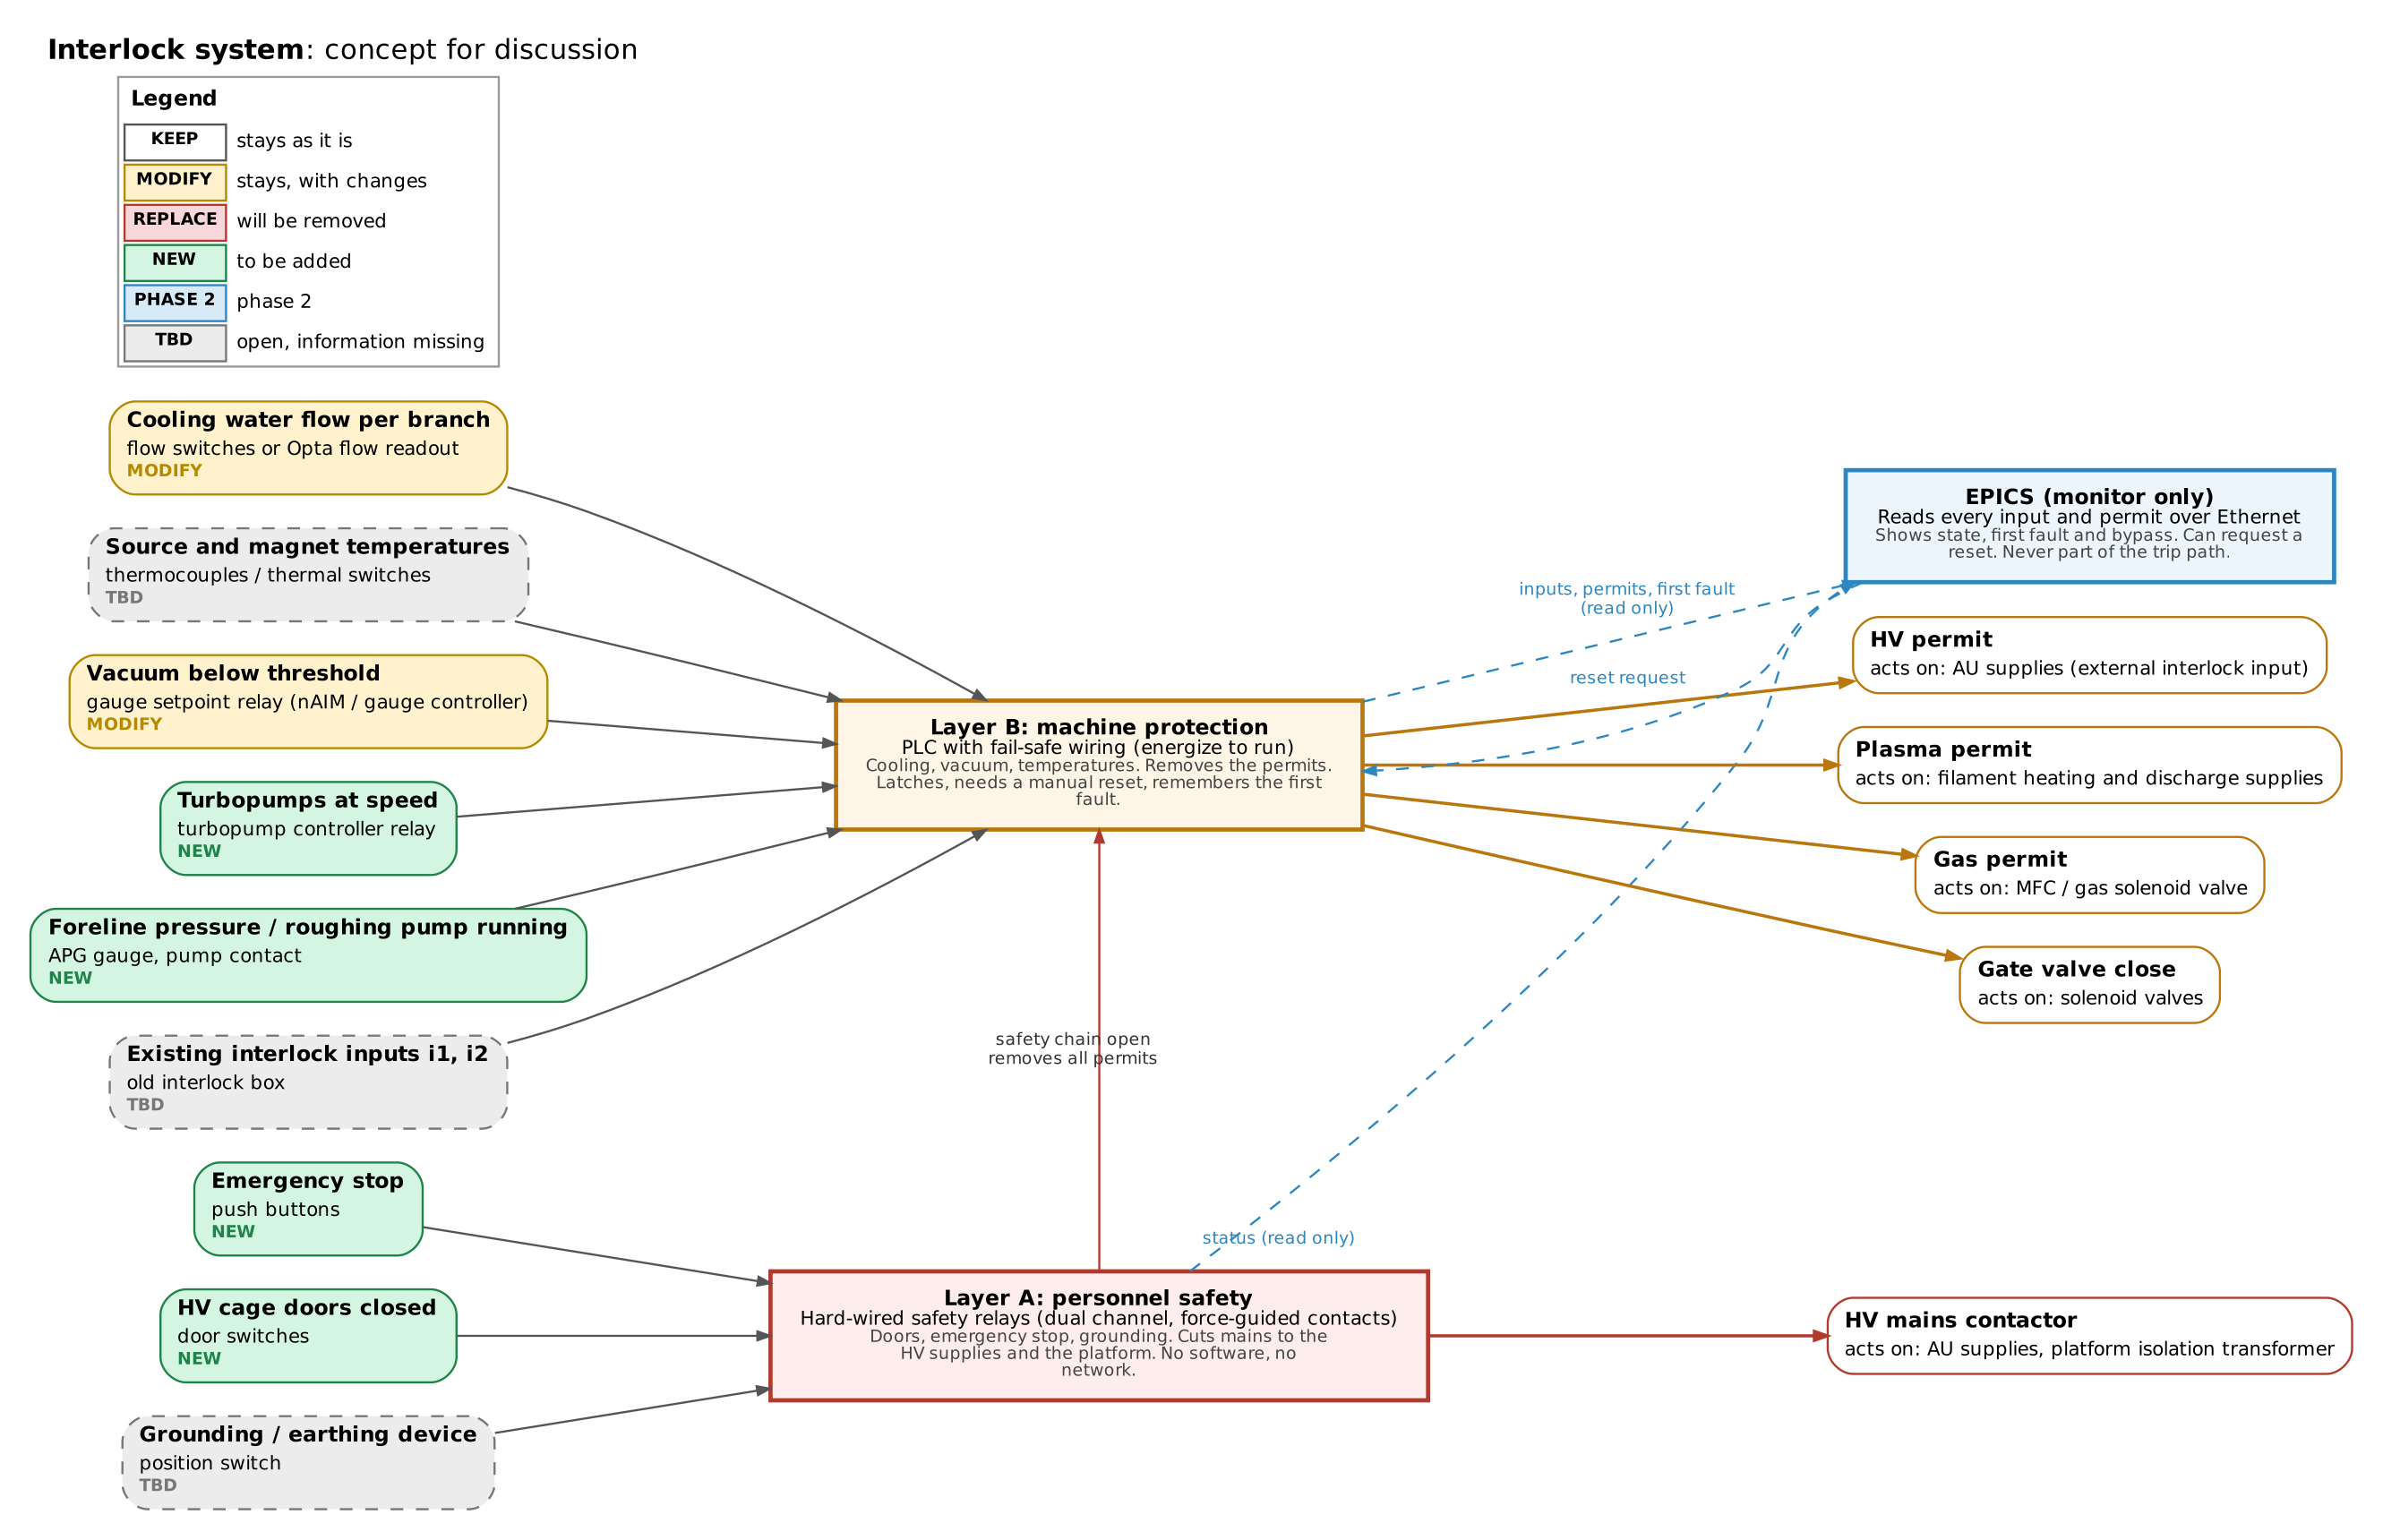 Interlock system: concept for discussion
Legend
KEEP stays as it is
MODIFY stays, with changes
REPLACE will be removed
NEW to be added
PHASE 2 phase 2
TBD open, information missing
Cooling water flow per branch
flow switches or Opta flow readout
MODIFY
Source and magnet temperatures
thermocouples / thermal switches
TBD
Vacuum below threshold
gauge setpoint relay (nAIM / gauge controller)
MODIFY
Turbopumps at speed
turbopump controller relay
NEW
Foreline pressure / roughing pump running
APG gauge, pump contact
NEW
Existing interlock inputs i1, i2
old interlock box
TBD
Emergency stop
push buttons
NEW
HV cage doors closed
door switches
NEW
Grounding / earthing device
position switch
TBD
Layer B: machine protection
PLC with fail-safe wiring (energize to run)
Cooling, vacuum, temperatures. Removes the permits.
Latches, needs a manual reset, remembers the first
fault.
safety chain open
removes all permits
Layer A: personnel safety
Hard-wired safety relays (dual channel, force-guided contacts)
Doors, emergency stop, grounding. Cuts mains to the
HV supplies and the platform. No software, no
network.
inputs, permits, first fault
(read only)
reset request
status (read only)
EPICS (monitor only)
Reads every input and permit over Ethernet
Shows state, first fault and bypass. Can request a
reset. Never part of the trip path.
HV permit
acts on: AU supplies (external interlock input)
Plasma permit
acts on: filament heating and discharge supplies
Gas permit
acts on: MFC / gas solenoid valve
Gate valve close
acts on: solenoid valves
HV mains contactor
acts on: AU supplies, platform isolation transformer